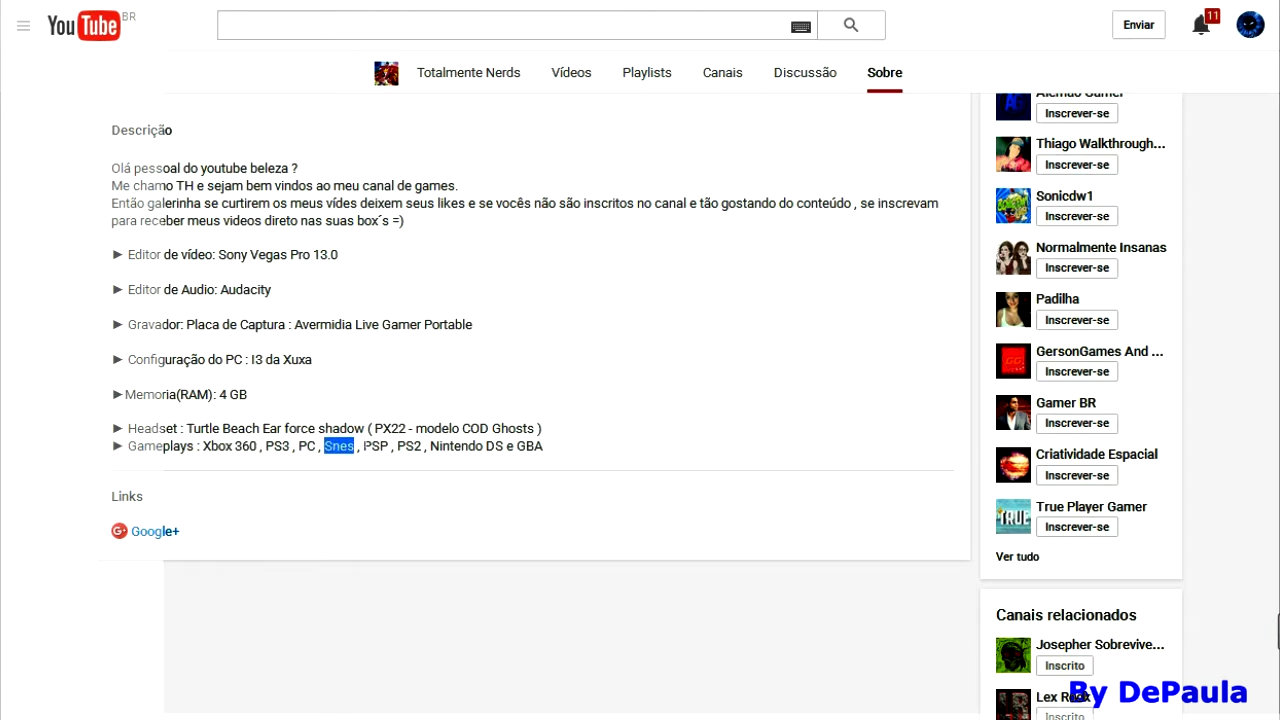 YouTube BR
Enviar
11
Totalmente Nerds Vídeos Playlists Canais Discussão Sobre
Descrição
Olá pessoal do youtube beleza ?
Me chamo TH e sejam bem vindos ao meu canal de games.
Então galerinha se curtirem os meus vídes deixem seus likes e se vocês não são inscritos no canal e tão gostando do conteúdo , se inscrevam
para receber meus videos direto nas suas box´s =)
► Editor de vídeo: Sony Vegas Pro 13.0
► Editor de Audio: Audacity
► Gravador: Placa de Captura : Avermidia Live Gamer Portable
► Configuração do PC : I3 da Xuxa
►Memoria(RAM): 4 GB
► Headset : Turtle Beach Ear force shadow ( PX22 - modelo COD Ghosts )
► Gameplays : Xbox 360 , PS3 , PC , Snes , PSP , PS2 , Nintendo DS e GBA
Links
Google+
Alemão Gamer
Inscrever-se
Thiago Walkthrough...
Inscrever-se
Sonicdw1
Inscrever-se
Normalmente Insanas
Inscrever-se
Padilha
Inscrever-se
GersonGames And ...
Inscrever-se
Gamer BR
Inscrever-se
Criatividade Espacial
Inscrever-se
True Player Gamer
Inscrever-se
Ver tudo
Canais relacionados
Josepher Sobrevive...
Inscrito
Lex Rock
Inscrito
By DePaula